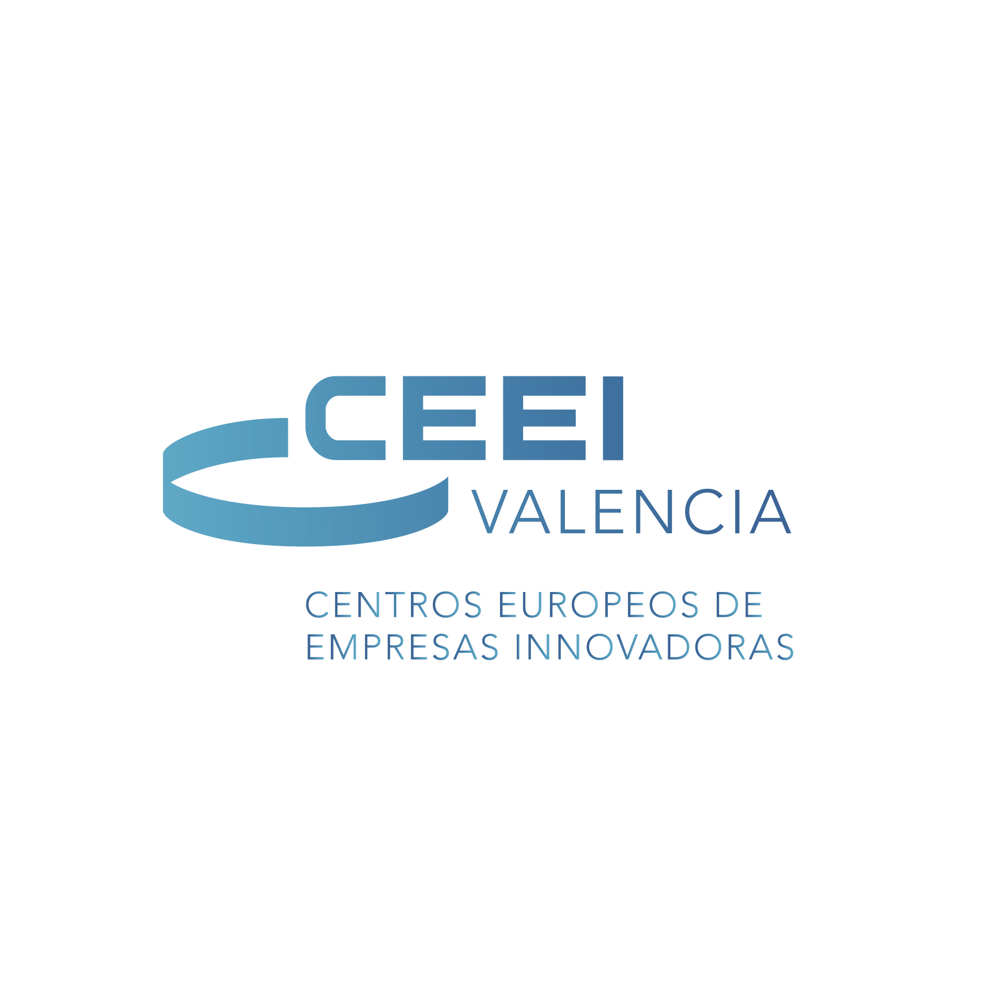 CEEI
VALENCIA
CENTROS EUROPEOS DE
EMPRESAS INNOVADORAS